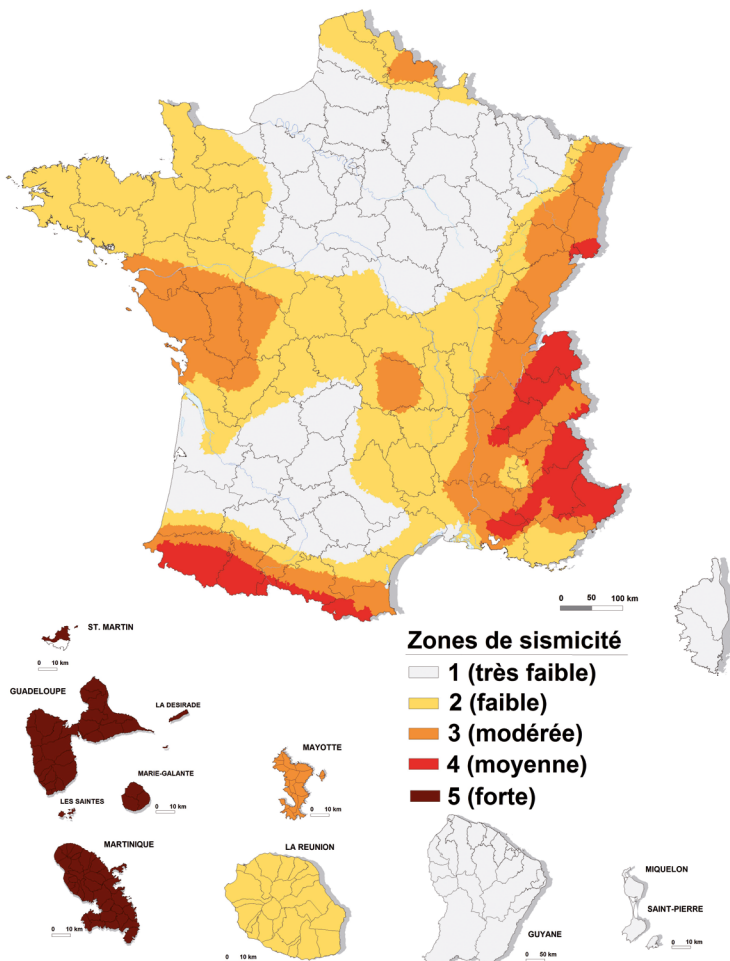 0 50 100 km
Zones de sismicité
1 (très faible)
2 (faible)
3 (modérée)
4 (moyenne)
5 (forte)
ST. MARTIN
0 10 km
GUADELOUPE
LA DESIRADE
MARIE-GALANTE
0 10 km
LES SAINTES
MAYOTTE
0 10 km
MARTINIQUE
0 10 km
LA REUNION
0 10 km
GUYANE
0 50 km
MIQUELON
SAINT-PIERRE
0 10 km